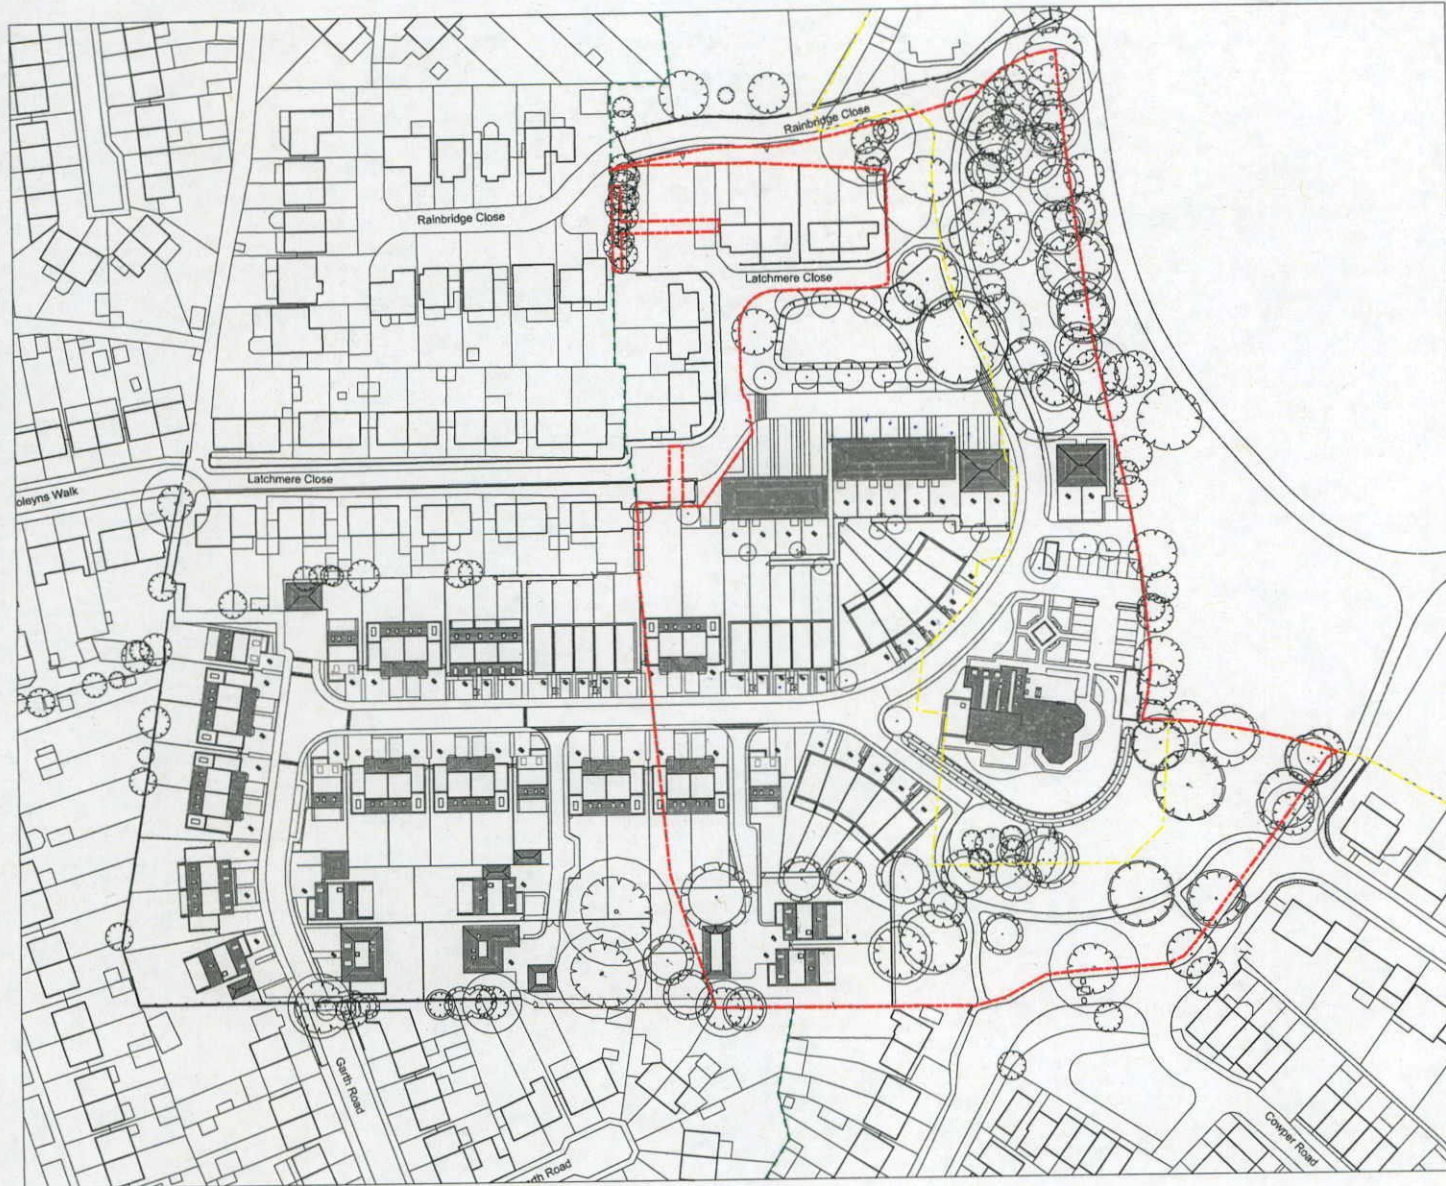 Rainbridge Close
Rainbridge Close
Latchmere Close
Latchmere Close
oleyns Walk
Garth Road
rth Road
Cowper Road